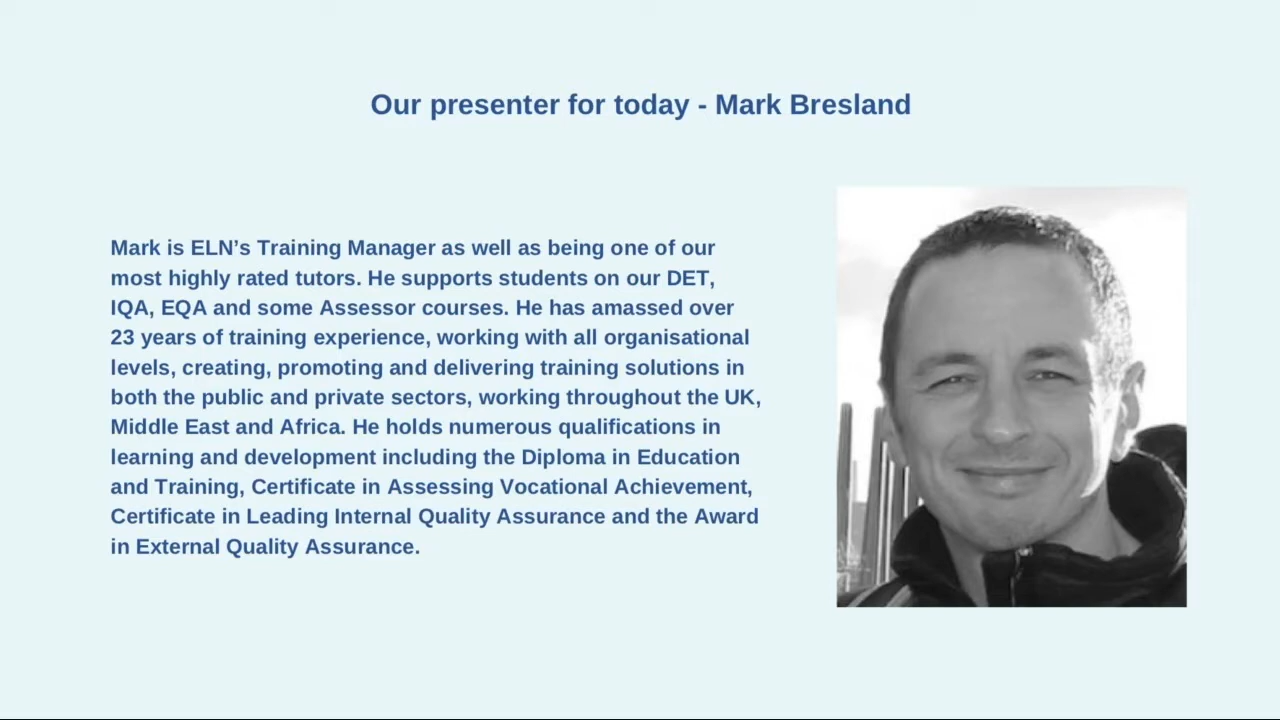 Our presenter for today - Mark Bresland
Mark is ELN’s Training Manager as well as being one of our
most highly rated tutors. He supports students on our DET,
IQA, EQA and some Assessor courses. He has amassed over
23 years of training experience, working with all organisational
levels, creating, promoting and delivering training solutions in
both the public and private sectors, working throughout the UK,
Middle East and Africa. He holds numerous qualifications in
learning and development including the Diploma in Education
and Training, Certificate in Assessing Vocational Achievement,
Certificate in Leading Internal Quality Assurance and the Award
in External Quality Assurance.